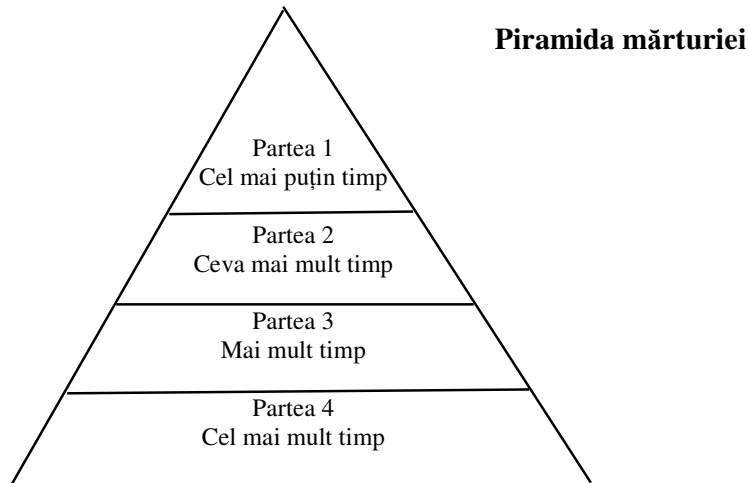 Piramida mărturiei
Partea 1
Cel mai puțin timp
Partea 2
Ceva mai mult timp
Partea 3
Mai mult timp
Partea 4
Cel mai mult timp